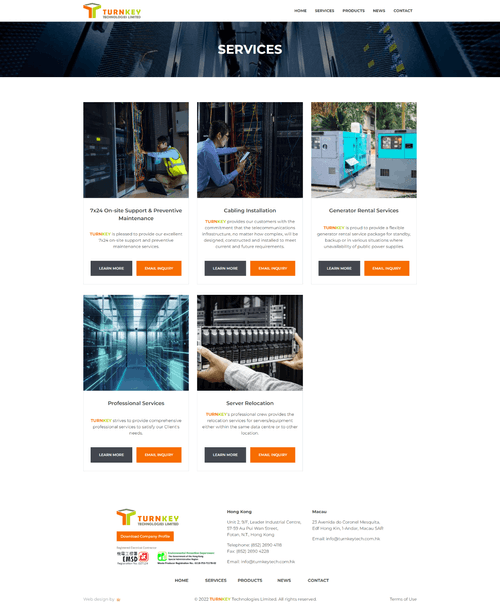 TURNKEY
TECHNOLOGIES LIMITED
HOME SERVICES PRODUCTS NEWS CONTACT
SERVICES
7x24 On-site Support & Preventive
Maintenance
TURNKEY is pleased to provide our excellent
7x24 on-site support and preventive
maintenance services.
LEARN MORE EMAIL INQUIRY
Cabling Installation
TURNKEY provides our customers with the
commitment that the telecommunications
infrastructure, no matter how complex, will be
designed, constructed and installed to meet
current and future requirements.
LEARN MORE EMAIL INQUIRY
Generator Rental Services
TURNKEY is proud to provide a flexible
generator rental service package for standby,
backup or in various situations where
unavailability of public power supplies.
LEARN MORE EMAIL INQUIRY
Professional Services
TURNKEY strives to provide comprehensive
professional services to satisfy our Client's
needs.
LEARN MORE EMAIL INQUIRY
Server Relocation
TURNKEY's professional crews provides the
relocation services for servers/equipment
either within the same data centre or to other
location.
LEARN MORE EMAIL INQUIRY
TURNKEY
TECHNOLOGIES LIMITED
Download Company Profile
EMSD
Hong Kong
Unit 2, 9/F, Leader Industrial Centre,
57-59 Au Pui Wan Street,
Fotan, N.T., Hong Kong
Telephone: (852) 2690
Fax: (852) 2690 4228
Email: info@turnkeytech.com.hk
Macau
23 Avenida do Coronel Mesquita,
Edf Hong Kin, 1-Andar, Macau SAR
Email: info@turnkeytech.com.hk
HOME SERVICES PRODUCTS NEWS CONTACT
Web design by
© 2022 TURNKEY Technologies Limited. All rights reserved.
Terms of Use